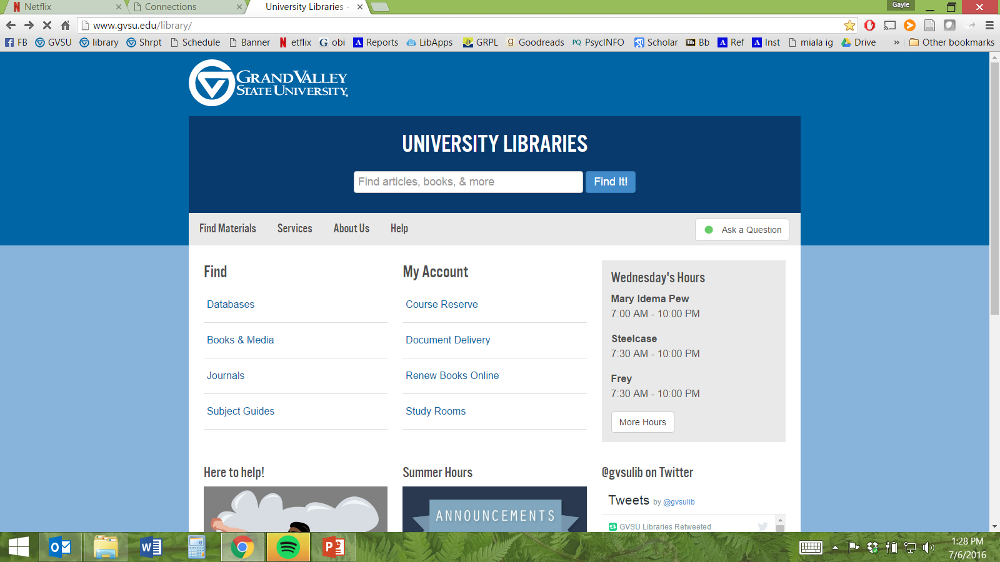 Netflix
Connections
University Libraries -
Gayle
www.gvsu.edu/library/
FB
GVSU
library
Shrpt
Schedule
Banner
etflix
obi
Reports
LibApps
GRPL
Goodreads
PsycINFO
Scholar
Bb
Ref
Inst
miala ig
Drive
»
Other bookmarks
GRAND VALLEY
STATE UNIVERSITY.
UNIVERSITY LIBRARIES
Find articles, books, & more
Find It!
Find Materials
Services
About Us
Help
Ask a Question
Find
Databases
Books & Media
Journals
Subject Guides
My Account
Course Reserve
Document Delivery
Renew Books Online
Study Rooms
Wednesday's Hours
Mary Idema Pew
7:00 AM - 10:00 PM
Steelcase
7:30 AM - 10:00 PM
Frey
7:30 AM - 10:00 PM
More Hours
Here to help!
Summer Hours
ANNOUNCEMENTS
@gvsulib on Twitter
Tweets by @gvsulib
GVSU Libraries Retweeted
1:28 PM
7/6/2016